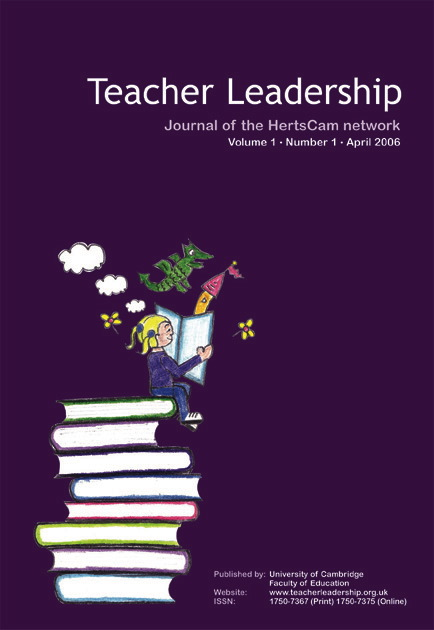 Teacher Leadership
Journal of the HertsCam network
Volume 1 • Number 1 • April 2006
Published by: University of Cambridge
Faculty of Education
Website: www.teacherleadership.org.uk
ISSN: 1750-7367 (Print) 1750-7375 (Online)